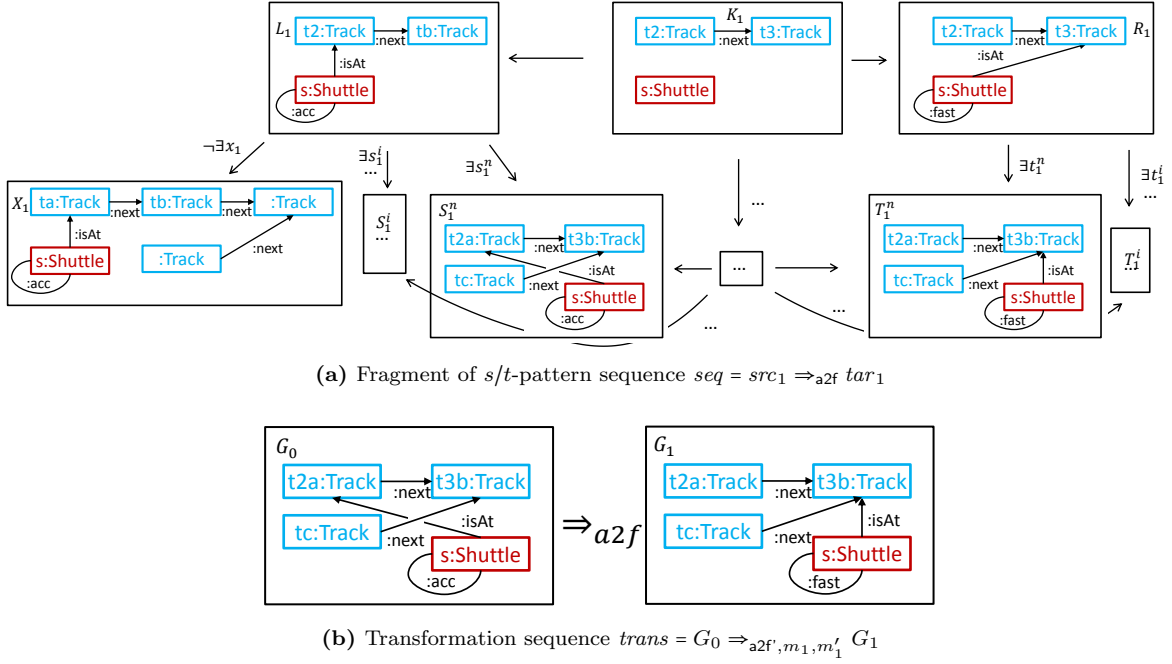 L₁ t2:Track :next tb:Track
:isAt
s:Shuttle
:acc
K₁
t2:Track :next t3:Track
s:Shuttle
R₁
t2:Track :next t3:Track
:isAt
s:Shuttle
:fast
¬∃x₁
∃s₁ⁱ
...
∃s₁ⁿ
...
∃t₁ⁿ
∃t₁ⁱ
...
X₁ ta:Track :next tb:Track :next :Track
:isAt
s:Shuttle :Track :next
:acc
S₁ⁱ
...
S₁ⁿ
t2a:Track :next t3b:Track
:isAt
tc:Track :next
s:Shuttle
:acc
...
...
...
...
T₁ⁿ
t2a:Track :next t3b:Track
tc:Track :next :isAt
s:Shuttle
:fast
T₁ⁱ
...
(a) Fragment of s/t-pattern sequence seq = src₁ ⇒a2f tar₁
G₀
t2a:Track :next t3b:Track
:isAt
tc:Track :next
s:Shuttle
:acc
⇒a2f
G₁
t2a:Track :next t3b:Track
:isAt
tc:Track :next
s:Shuttle
:fast
(b) Transformation sequence trans = G₀ ⇒a2f',m₁,m₁′ G₁